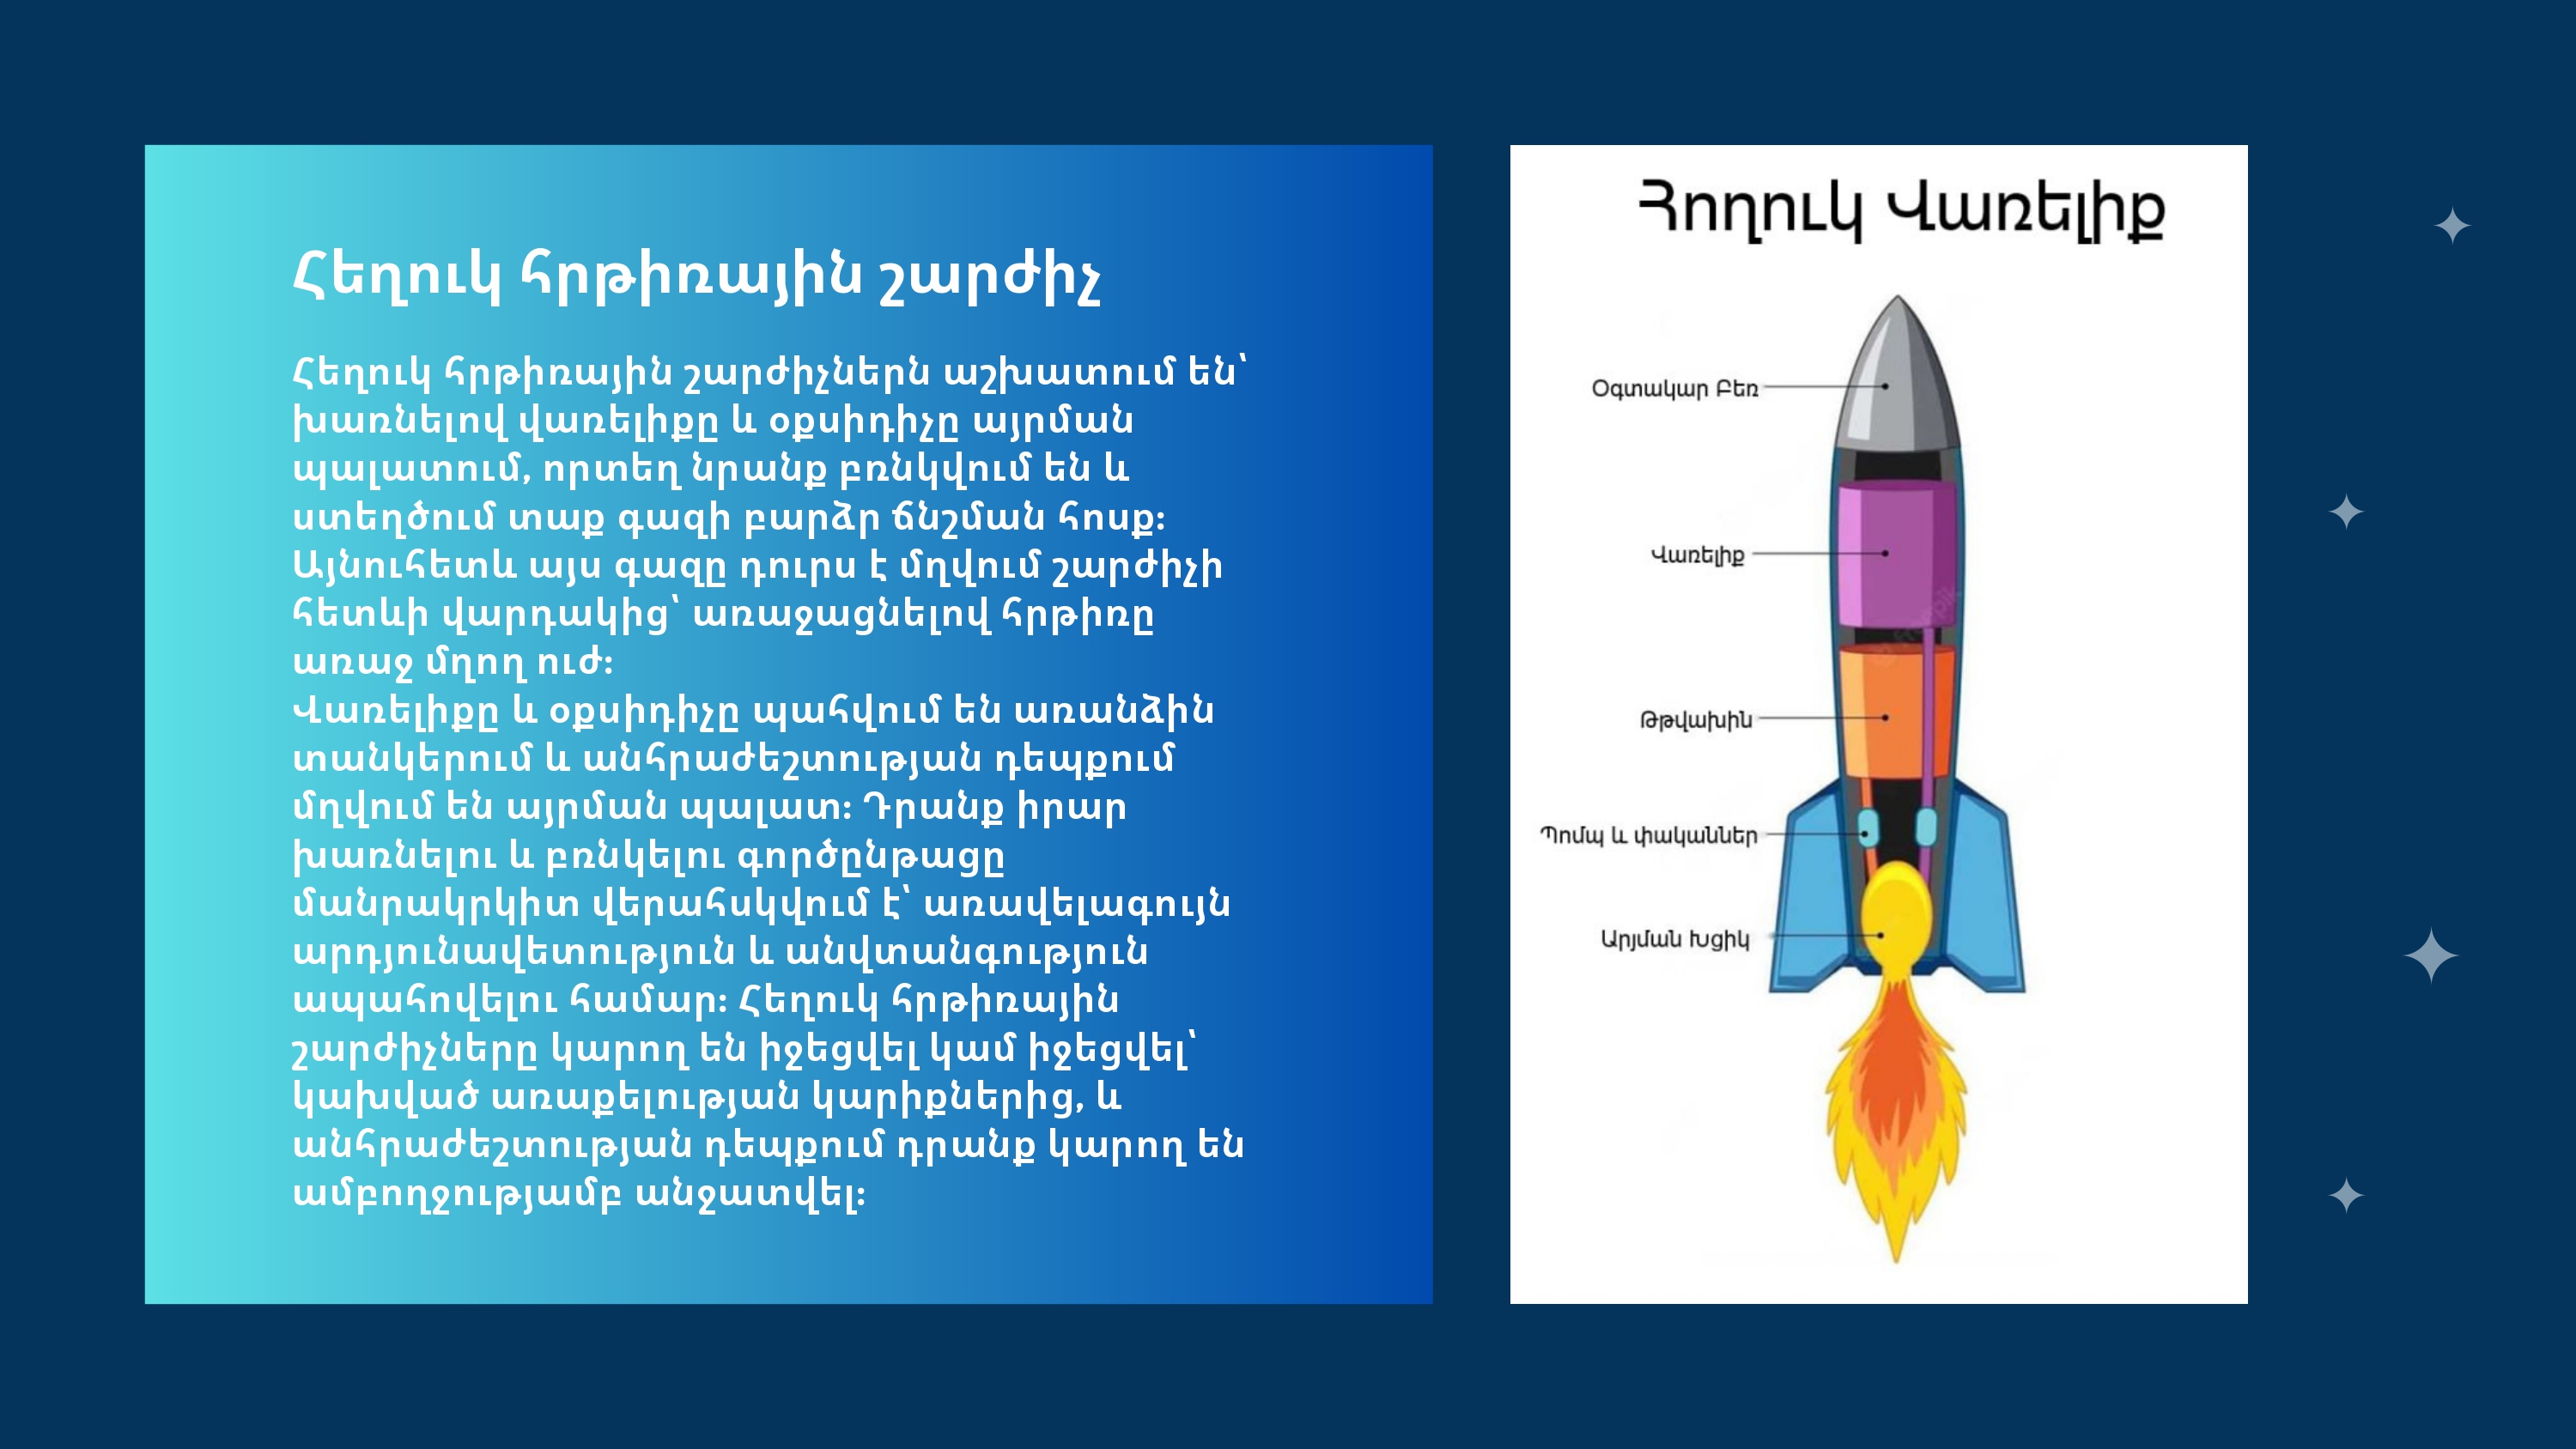 Հեղուկ հրթիռային շարժիչ
Հեղուկ հրթիռային շարժիչներն աշխատում են՝
խառնելով վառելիքը և օքսիդիչը այրման
պալատում, որտեղ նրանք բռնկվում են և
ստեղծում տաք գազի բարձր ճնշման հոսք։
Այնուհետև այս գազը դուրս է մղվում շարժիչի
հետևի վարդակից՝ առաջացնելով հրթիռը
առաջ մղող ուժ։
Վառելիքը և օքսիդիչը պահվում են առանձին
տանկերում և անհրաժեշտության դեպքում
մղվում են այրման պալատ։ Դրանք իրար
խառնելու և բռնկելու գործընթացը
մանրակրկիտ վերահսկվում է՝ առավելագույն
արդյունավետություն և անվտանգություն
ապահովելու համար։ Հեղուկ հրթիռային
շարժիչները կարող են իջեցվել կամ իջեցվել՝
կախված առաքելության կարիքներից, և
անհրաժեշտության դեպքում դրանք կարող են
ամբողջությամբ անջատվել։
Հողուկ Վառելիք
Օգտակար Բեռ
Վառելիք
Թթվախին
Պոմպ և փականներ
Արյման Խցիկ